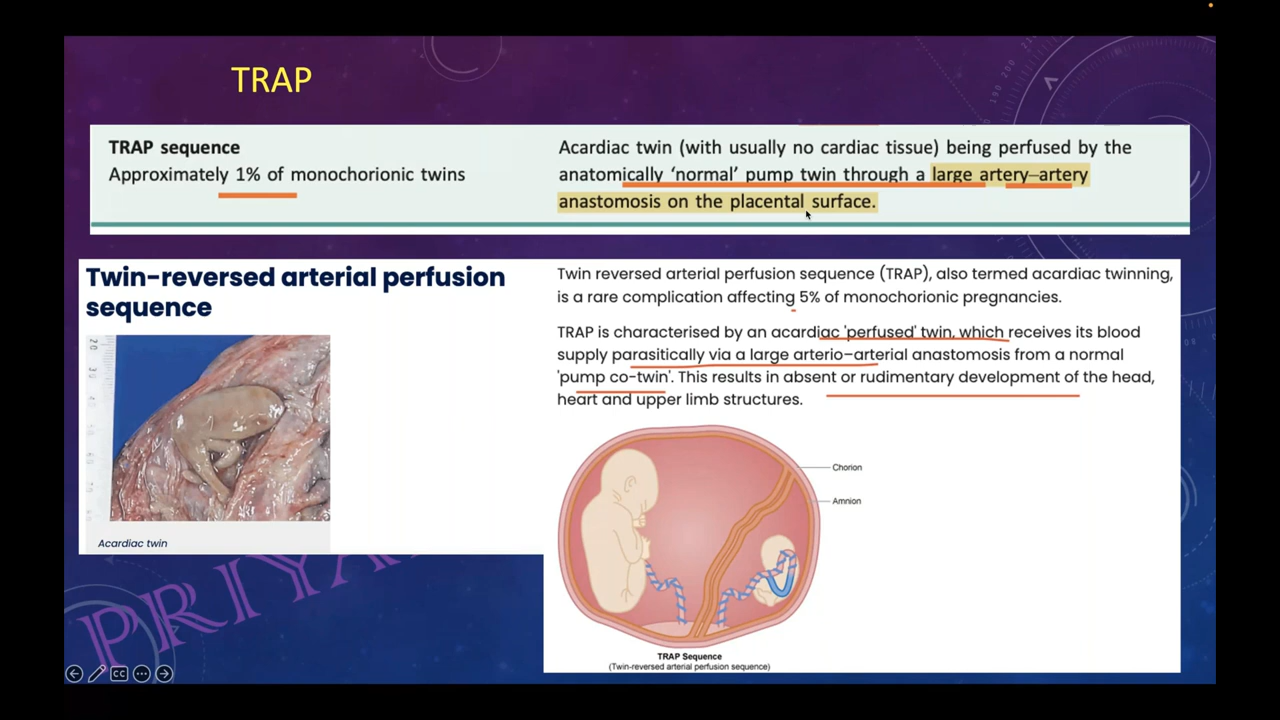 TRAP
TRAP sequence
Approximately 1% of monochorionic twins
Acardiac twin (with usually no cardiac tissue) being perfused by the
anatomically ‘normal’ pump twin through a large artery–artery
anastomosis on the placental surface.
Twin-reversed arterial perfusion
sequence
Acardiac twin
Twin reversed arterial perfusion sequence (TRAP), also termed acardiac twinning,
is a rare complication affecting 5% of monochorionic pregnancies.
TRAP is characterised by an acardiac 'perfused' twin, which receives its blood
supply parasitically via a large arterio-arterial anastomosis from a normal
'pump co-twin'. This results in absent or rudimentary development of the head,
heart and upper limb structures.
Chorion
Amnion
TRAP Sequence
(Twin-reversed arterial perfusion sequence)
CC